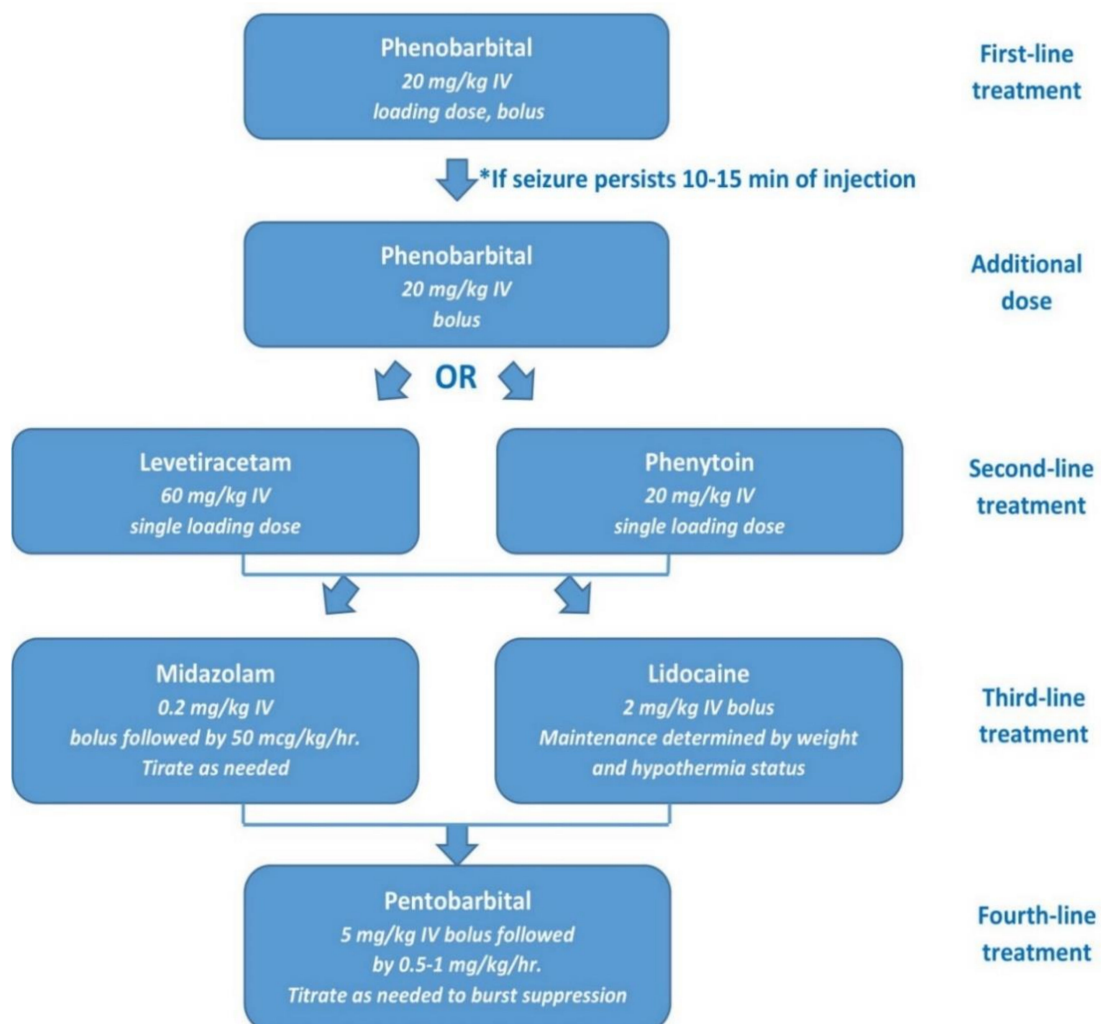 Phenobarbital
20 mg/kg IV
loading dose, bolus
First-line
treatment
*If seizure persists 10-15 min of injection
Phenobarbital
20 mg/kg IV
bolus
Additional
dose
OR
Levetiracetam
60 mg/kg IV
single loading dose
Phenytoin
20 mg/kg IV
single loading dose
Second-line
treatment
Midazolam
0.2 mg/kg IV
bolus followed by 50 mcg/kg/hr.
Tirate as needed
Lidocaine
2 mg/kg IV bolus
Maintenance determined by weight
and hypothermia status
Third-line
treatment
Pentobarbital
5 mg/kg IV bolus followed
by 0.5-1 mg/kg/hr.
Titrate as needed to burst suppression
Fourth-line
treatment